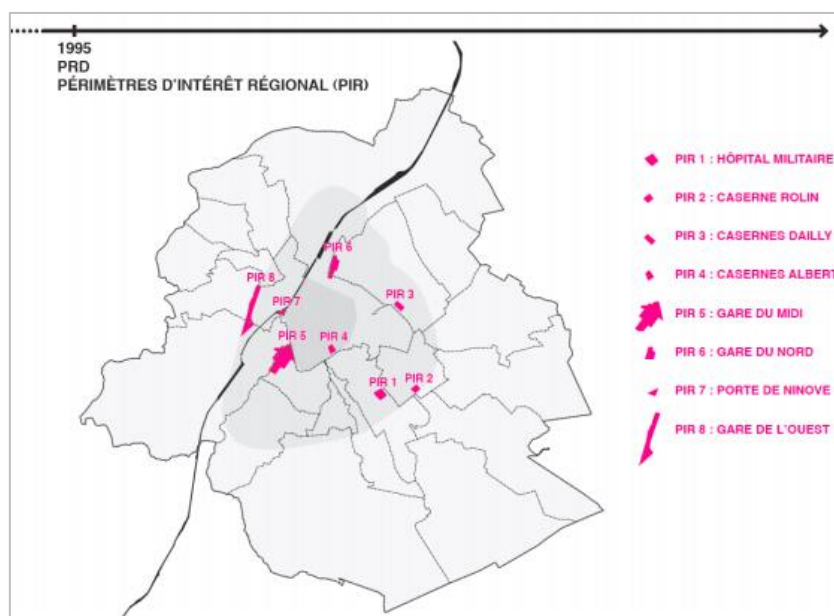 1995
PRD
PÉRIMÈTRES D'INTÉRÊT RÉGIONAL (PIR)
PIR 1 : HÔPITAL MILITAIRE
PIR 2 : CASERNE ROLIN
PIR 3 : CASERNES DAILLY
PIR 4 : CASERNES ALBERT
PIR 5 : GARE DU MIDI
PIR 6 : GARE DU NORD
PIR 7 : PORTE DE NINOVE
PIR 8 : GARE DE L'OUEST
PIR 6
PIR 8
PIR 7
PIR 3
PIR 5
PIR 4
PIR 1
PIR 2